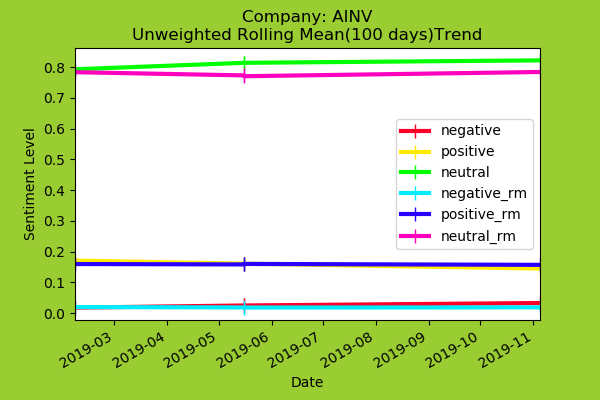 Company: AINV
Unweighted Rolling Mean(100 days)Trend
Sentiment Level
0.8
0.7
0.6
0.5
0.4
0.3
0.2
0.1
0.0
negative
positive
neutral
negative_rm
positive_rm
neutral_rm
2019-03
2019-04
2019-05
2019-06
2019-07
2019-08
2019-09
2019-10
2019-11
Date